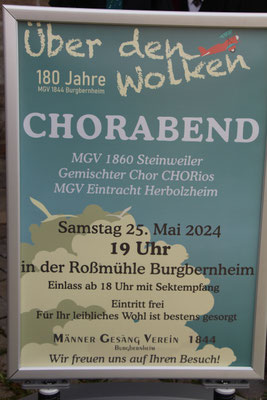 Über den
Wolken
180 Jahre
MGV 1844 Burgbernheim
CHORABEND
MGV 1860 Steinweiler
Gemischter Chor CHORios
MGV Eintracht Herbolzheim
Samstag 25. Mai 2024
19 Uhr
in der Roßmühle Burgbernheim
Einlass ab 18 Uhr mit Sektempfang
Eintritt frei
Für Ihr leibliches Wohl ist bestens gesorgt
Männer Gesang Verein 1844
Burgbernheim
Wir freuen uns auf Ihren Besuch!